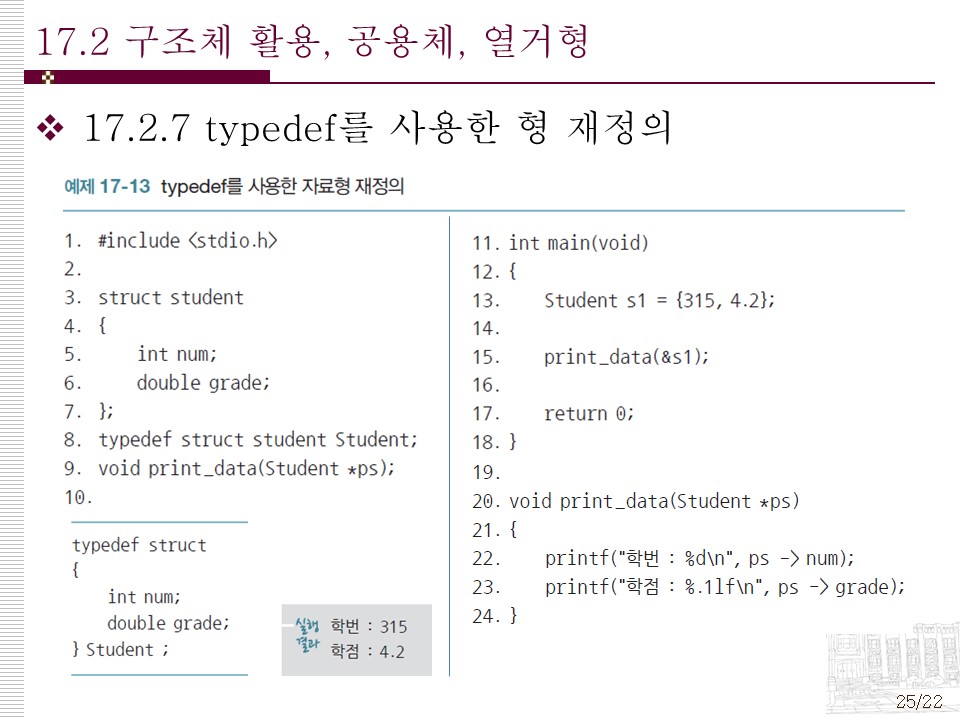 17.2 구조체 활용, 공용체, 열거형
17.2.7 typedef를 사용한 형 재정의
예제 17-13 typedef를 사용한 자료형 재정의
1. #include <stdio.h>
2.
3. struct student
4. {
5. int num;
6. double grade;
7. };
8. typedef struct student Student;
9. void print_data(Student *ps);
10.
typedef struct
{
int num;
double grade;
} Student ;
실행
결과
학번 : 315
학점 : 4.2
11. int main(void)
12. {
13. Student s1 = {315, 4.2};
14.
15. print_data(&s1);
16.
17. return 0;
18. }
19.
20. void print_data(Student *ps)
21. {
22. printf("학번 : %d\n", ps -> num);
23. printf("학점 : %.1lf\n", ps -> grade);
24. }
25/22